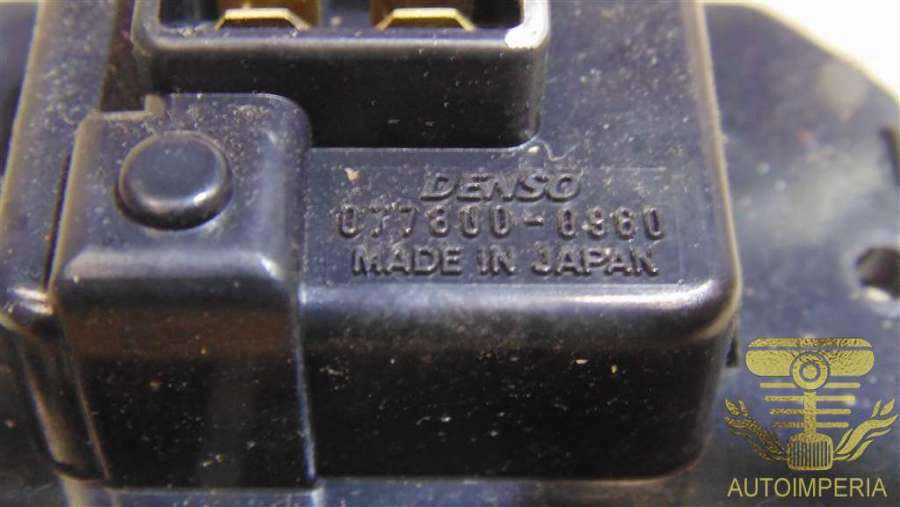 DENSO
077800-0960
MADE IN JAPAN
AUTOIMPERIA